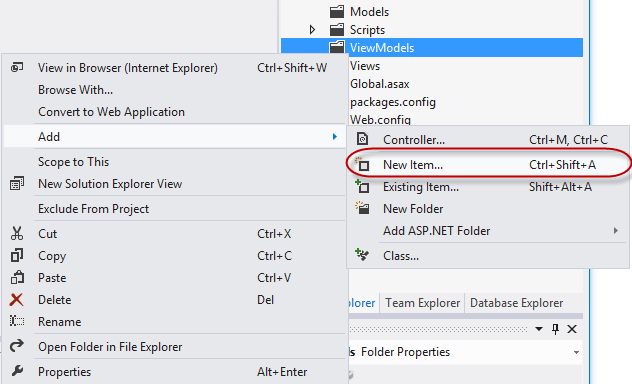 Models
Scripts
ViewModels
Views
Global.asax
packages.config
Web.config
View in Browser (Internet Explorer) Ctrl+Shift+W
Browse With...
Convert to Web Application
Add
Scope to This
New Solution Explorer View
Exclude From Project
Cut Ctrl+X
Copy Ctrl+C
Paste Ctrl+V
Delete Del
Rename
Open Folder in File Explorer
Properties Alt+Enter
Controller... Ctrl+M, Ctrl+C
New Item... Ctrl+Shift+A
Existing Item... Shift+Alt+A
New Folder
Add ASP.NET Folder
Class...
plorer Team Explorer Database Explorer
Folder Properties